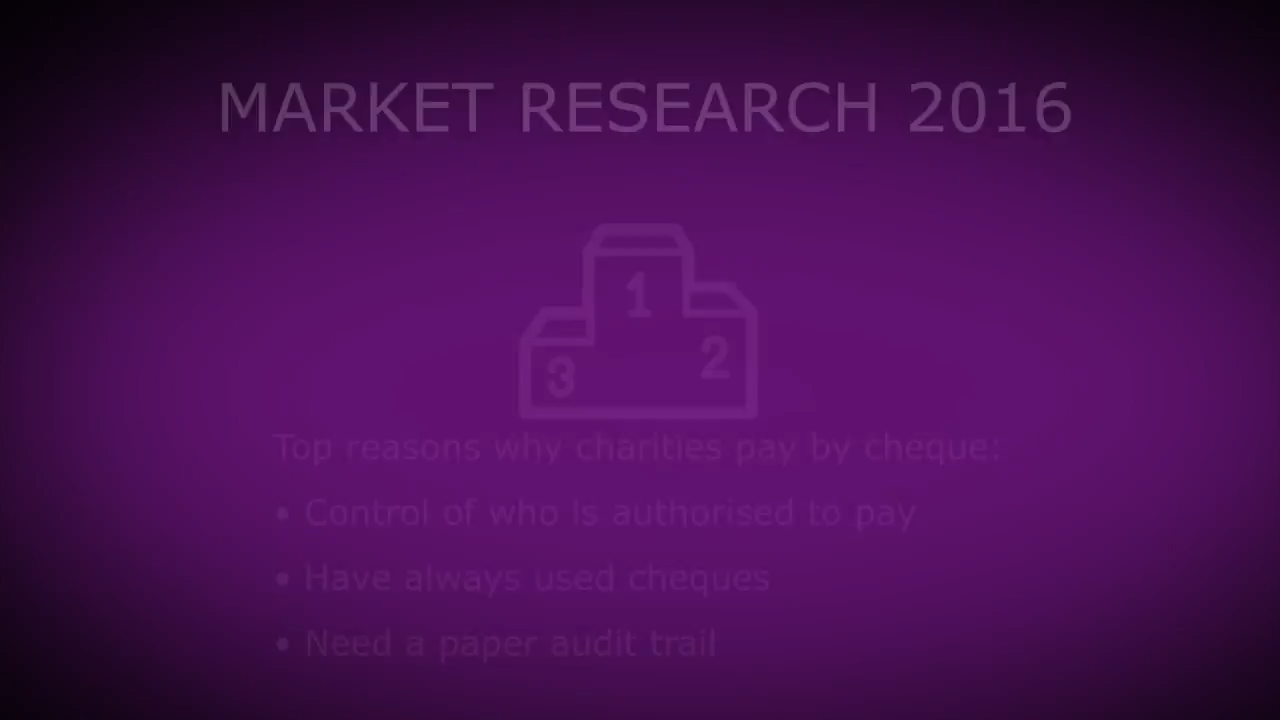 MARKET RESEARCH 2016
1
2
3
Top reasons why charities pay by cheque:
• Control of who is authorised to pay
• Have always used cheques
• Need a paper audit trail